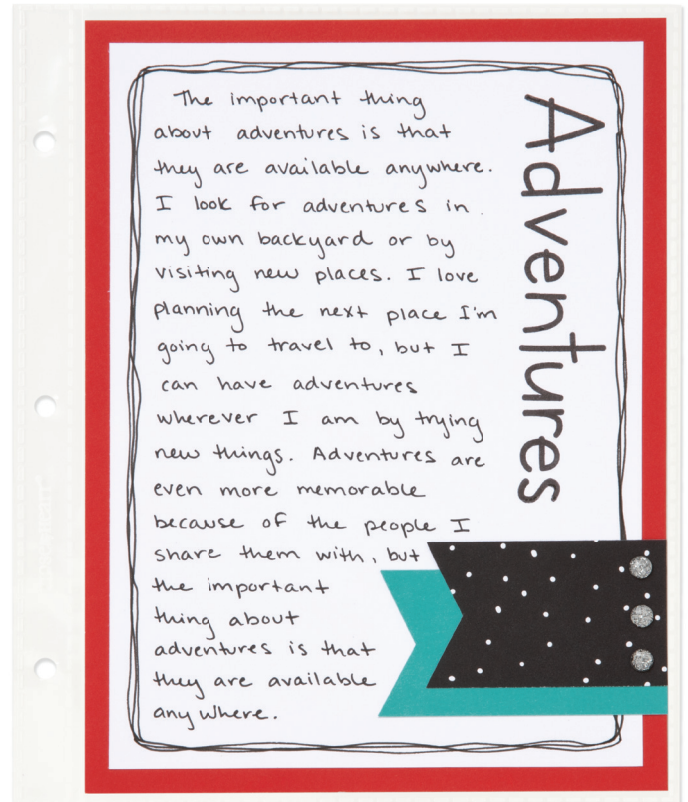 Adventures
The important thing
about adventures is that
they are available anywhere.
I look for adventures in
my own backyard or by
visiting new places. I love
planning the next place I'm
going to travel to, but I
can have adventures
wherever I am by trying
new things. Adventures are
even more memorable
because of the people I
share them with, but
the important
thing about
adventures is that
they are available
anywhere.